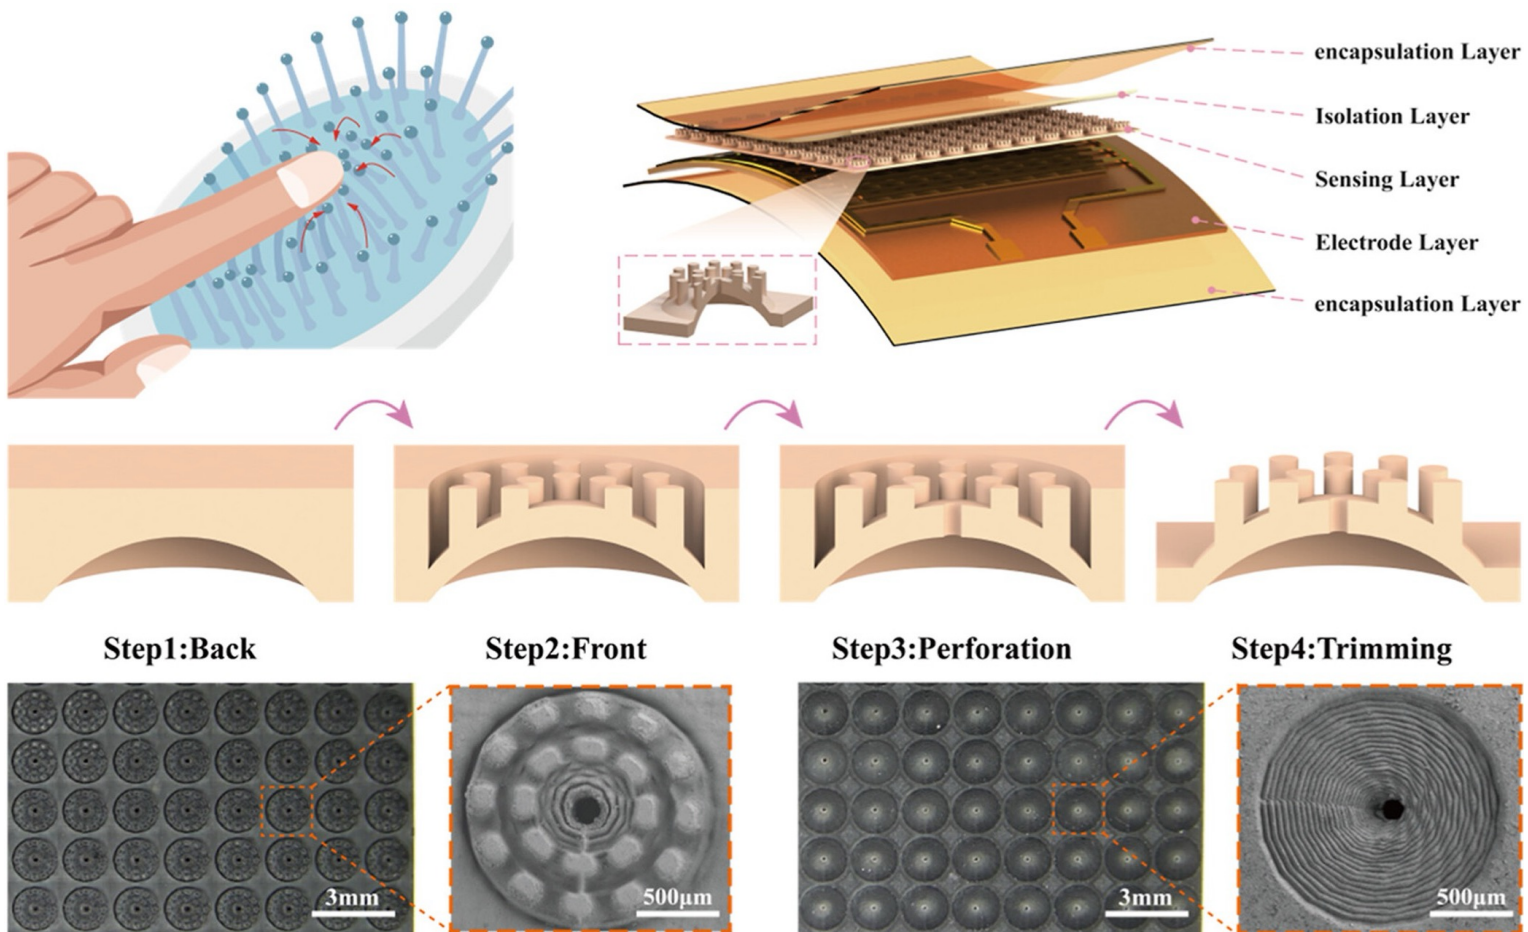 encapsulation Layer
Isolation Layer
Sensing Layer
Electrode Layer
encapsulation Layer
Step1:Back
Step2:Front
Step3:Perforation
Step4:Trimming
3mm
500μm
3mm
500μm